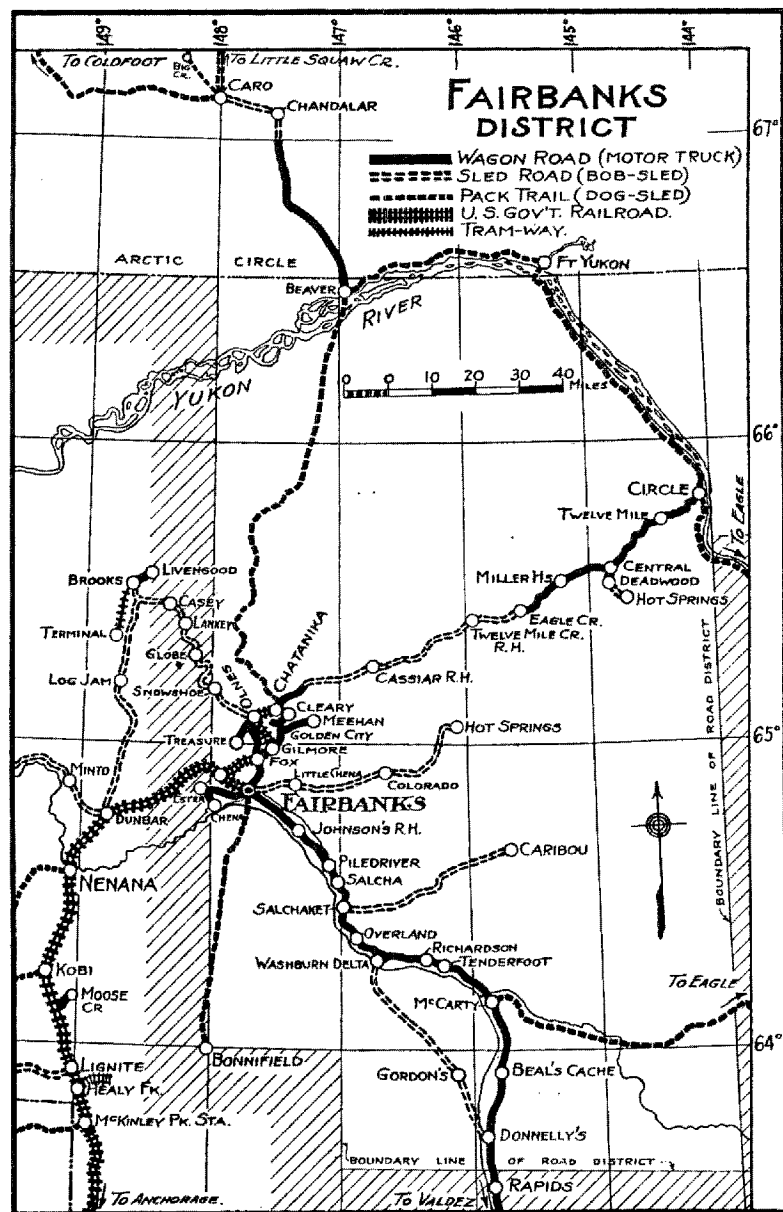 149° 148° 147° 146° 145° 144°
TO COLDFOOT
BIG CR.
TO LITTLE SQUAW CR.
CARO
CHANDALAR
FAIRBANKS
DISTRICT
67°
WAGON ROAD (MOTOR TRUCK)
SLED ROAD (BOB-SLED)
PACK TRAIL (DOG-SLED)
U.S. GOV'T. RAILROAD.
TRAM-WAY.
ARCTIC CIRCLE
FT YUKON
BEAVER
RIVER
YUKON
0 0 10 20 30 40
MILES
66°
CIRCLE
TWELVE MILE
TO EAGLE
CENTRAL
DEADWOOD
HOT SPRINGS
MILLER HS
EAGLE CR.
TWELVE MILE CR.
R.H.
CASSIAR R.H.
LIVENGOOD
BROOKS
CASEY
LANKEY
TERMINAL
GLOBE
LOG JAM
SNOWSHOE
OLNES
CHATANIKA
CLEARY
MEEHAN
GOLDEN CITY
TREASURE
GILMORE
FOX
HOT SPRINGS
65°
MINTO
LITTLE CHENA
COLORADO
ESTER
FAIRBANKS
CHENA
DUNBAR
JOHNSON'S R.H.
BOUNDARY LINE OF ROAD DISTRICT
PILEDRIVER
CARIBOU
NENANA
SALCHA
SALCHAKET
OVERLAND
RICHARDSON
WASHBURN DELTA
TENDERFOOT
KOBI
MOOSE
CR
McCARTY
TO EAGLE
64°
LIGNITE
BONNIFIELD
BEAL'S CACHE
GORDON'S
HEALY FK.
McKINLEY PK. STA.
DONNELLY'S
BOUNDARY LINE OF ROAD DISTRICT
RAPIDS
TO ANCHORAGE.
TO VALDEZ